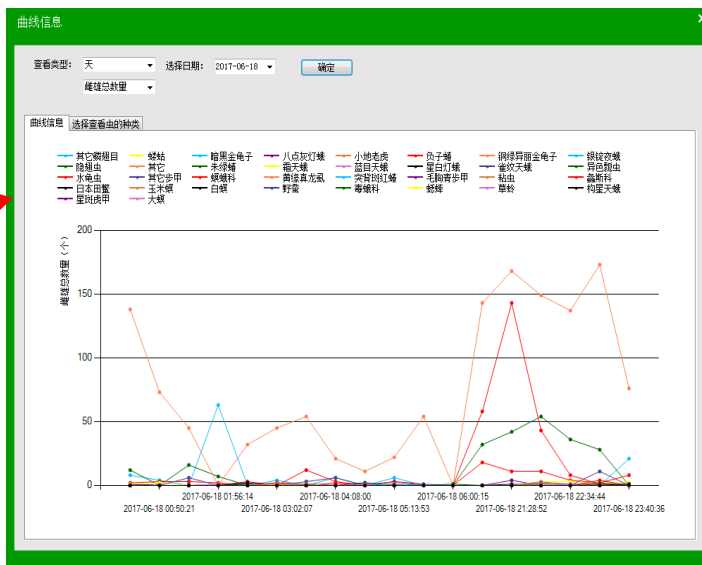 曲线信息
查看类型： 天 选择日期： 2017-06-18 确定
雌雄总数量
曲线信息 选择查看虫的种类
其它鳞翅目 蝼蛄 暗黑金龟子 八点灰灯蛾 小地老虎 负子蝽 铜绿异丽金龟子 银锭夜蛾
隐翅虫 其它 朱绿蝽 霜天蛾 蓝目天蛾 星白灯蛾 雀纹天蛾 异色瓢虫
水龟虫 其它步甲 螟蛾科 黄缘真龙虱 突背斑红蝽 毛胸青步甲 粘虫 螽斯科
日本田鳖 玉米螟 白螟 野蚕 毒蛾科 蟋蟀 草蛉 构星天蛾
星斑虎甲 大螟
雌雄总数量（个）
200
150
100
50
0
2017-06-18 01:56:14 2017-06-18 04:08:00 2017-06-18 06:00:15 2017-06-18 22:34:44
2017-06-18 00:50:21 2017-06-18 03:02:07 2017-06-18 05:13:53 2017-06-18 21:28:52 2017-06-18 23:40:36